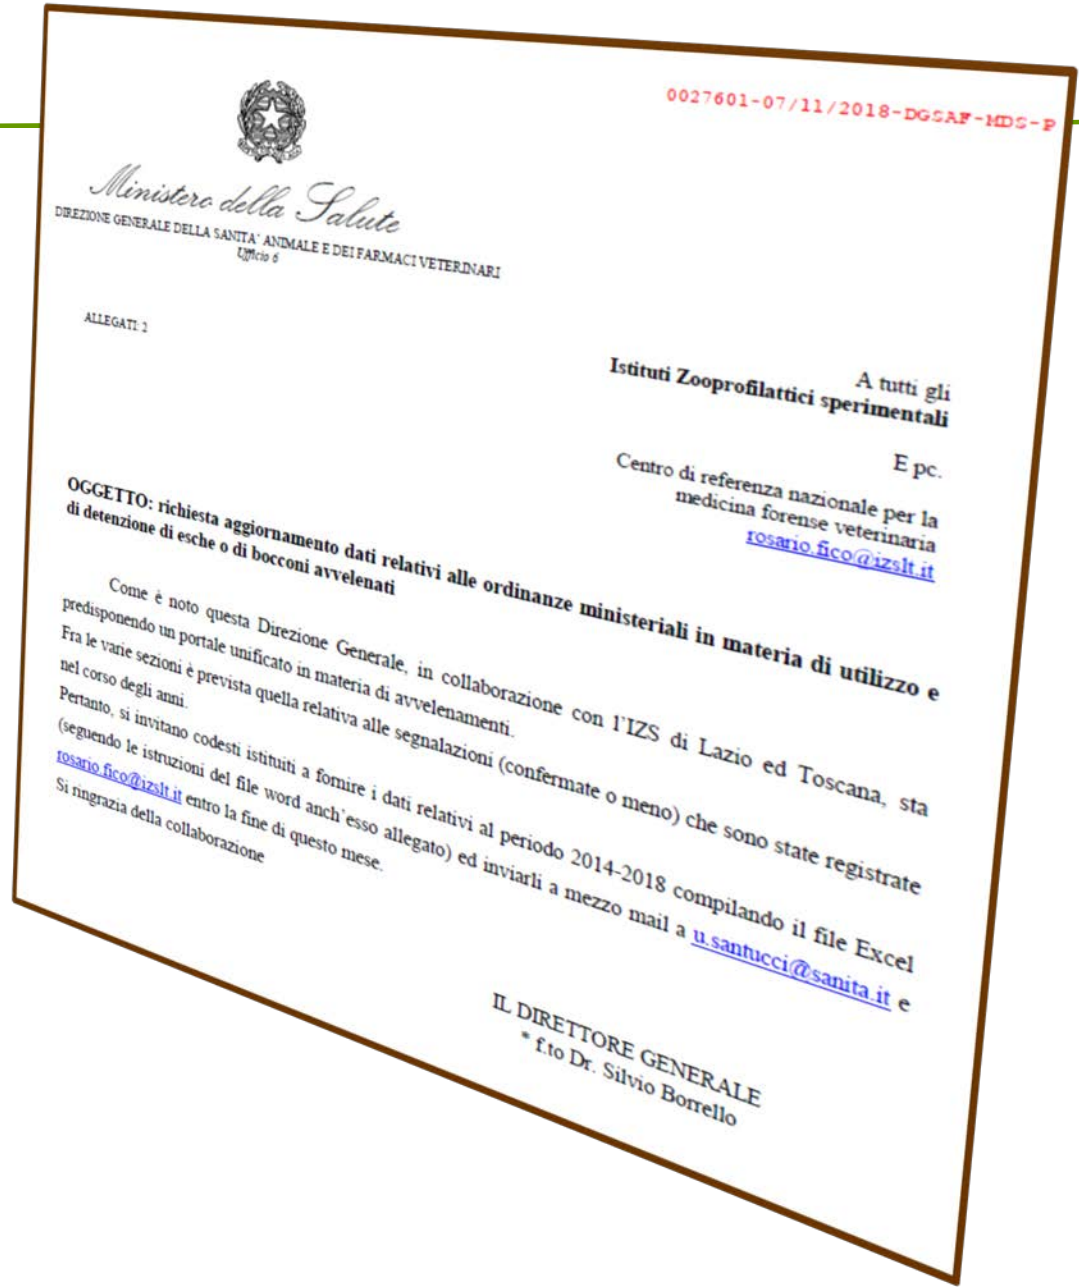 0027601-07/11/2018-DGSAF-MDS-P
Ministero della Salute
DIREZIONE GENERALE DELLA SANITA' ANIMALE E DEI FARMACI VETERINARI
Ufficio 6
ALLEGATI: 2
A tutti gli
Istituti Zooprofilattici sperimentali
E pc.
Centro di referenza nazionale per la
medicina forense veterinaria
rosario.fico@izslt.it
OGGETTO: richiesta aggiornamento dati relativi alle ordinanze ministeriali in materia di utilizzo e
di detenzione di esche o di bocconi avvelenati
Come è noto questa Direzione Generale, in collaborazione con l'IZS di Lazio ed Toscana, sta
predisponendo un portale unificato in materia di avvelenamenti.
Fra le varie sezioni è prevista quella relativa alle segnalazioni (confermate o meno) che sono state registrate
nel corso degli anni.
Pertanto, si invitano codesti istituiti a fornire i dati relativi al periodo 2014-2018 compilando il file Excel
(seguendo le istruzioni del file word anch'esso allegato) ed inviarli a mezzo mail a u.santucci@sanita.it e
rosario.fico@izslt.it entro la fine di questo mese.
Si ringrazia della collaborazione
IL DIRETTORE GENERALE
* f.to Dr. Silvio Borrello